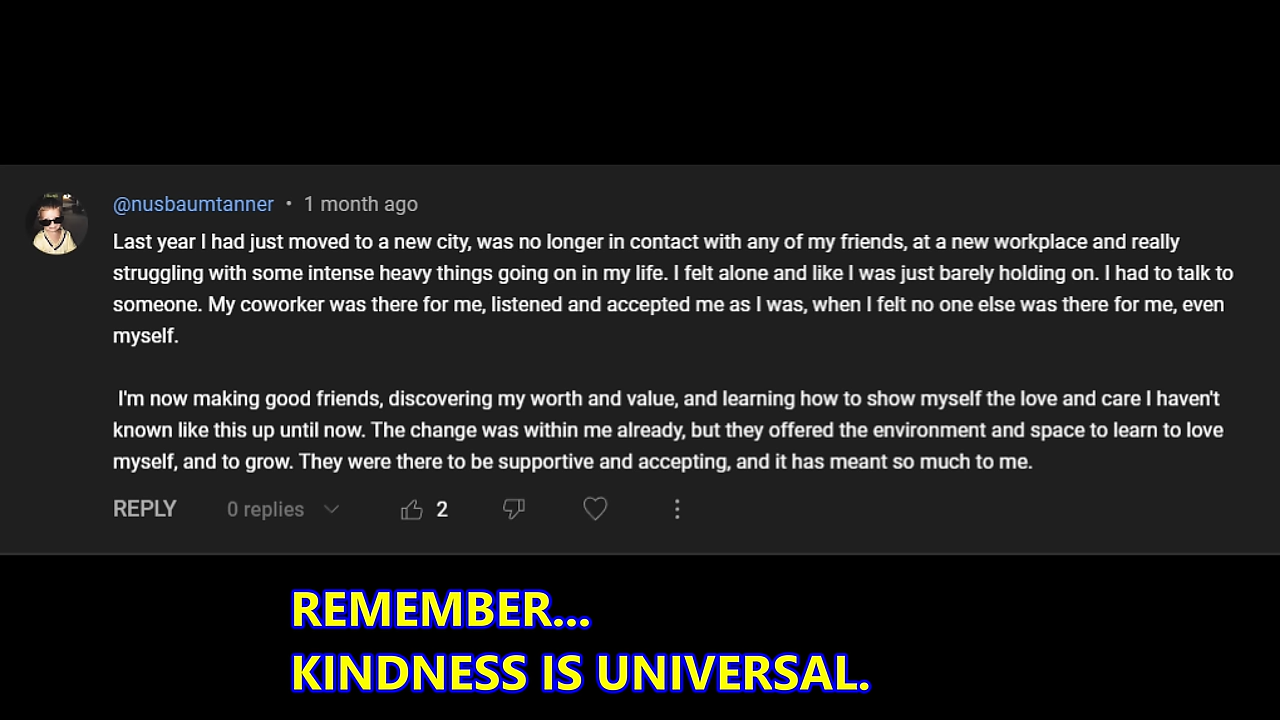 @nusbaumtanner • 1 month ago
Last year I had just moved to a new city, was no longer in contact with any of my friends, at a new workplace and really
struggling with some intense heavy things going on in my life. I felt alone and like I was just barely holding on. I had to talk to
someone. My coworker was there for me, listened and accepted me as I was, when I felt no one else was there for me, even
myself.
I'm now making good friends, discovering my worth and value, and learning how to show myself the love and care I haven't
known like this up until now. The change was within me already, but they offered the environment and space to learn to love
myself, and to grow. They were there to be supportive and accepting, and it has meant so much to me.
REPLY 0 replies 2
REMEMBER...
KINDNESS IS UNIVERSAL.